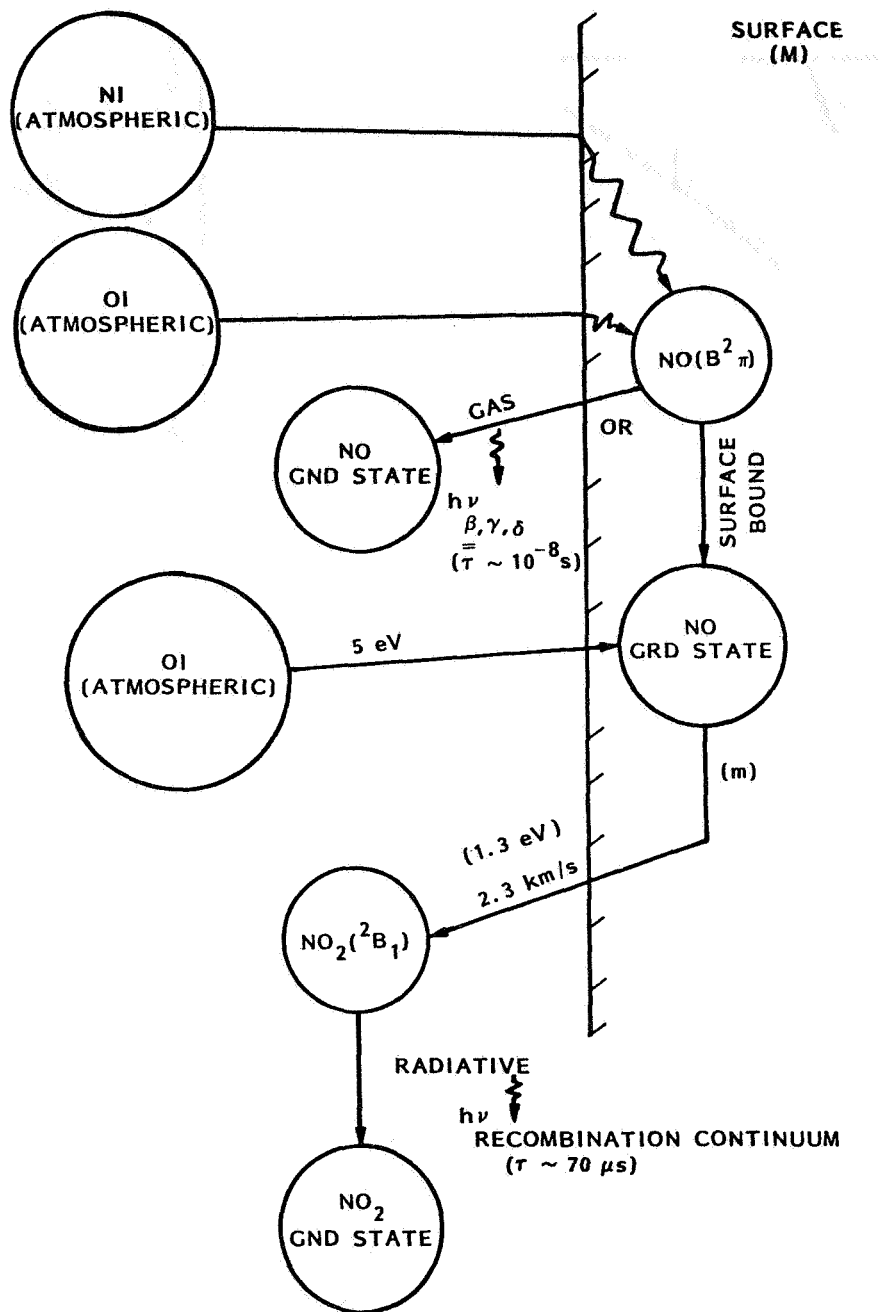 SURFACE
(M)
NI
(ATMOSPHERIC)
OI
(ATMOSPHERIC)
NO(B²π)
GAS
OR
NO
GND STATE
SURFACE
BOUND
hν
β, γ, δ
(τ ~ 10⁻⁸s)
NO
GRD STATE
5 eV
OI
(ATMOSPHERIC)
(m)
(1.3 eV)
2.3 km/s
NO₂(²B₁)
RADIATIVE
hν
RECOMBINATION CONTINUUM
(τ ~ 70 μs)
NO₂
GND STATE